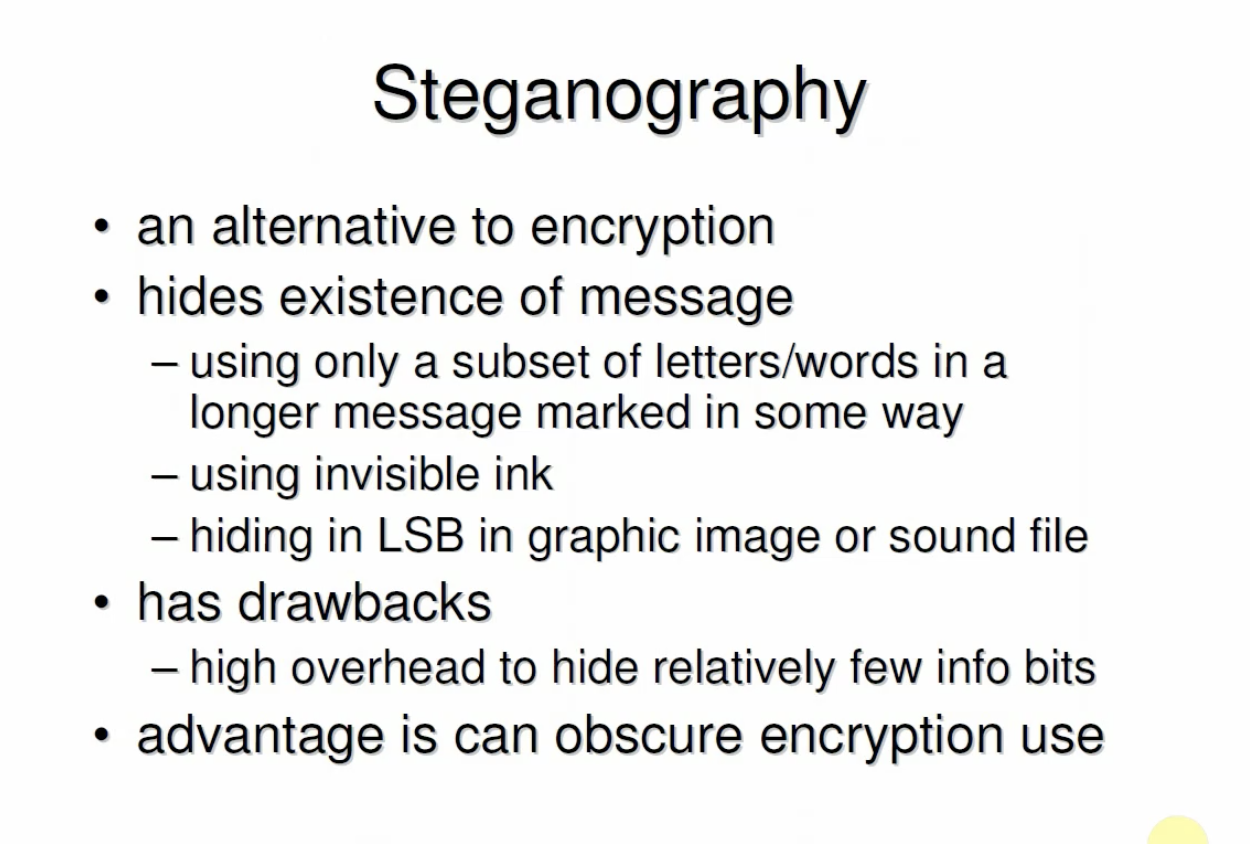 Steganography
• an alternative to encryption
• hides existence of message
– using only a subset of letters/words in a
longer message marked in some way
– using invisible ink
– hiding in LSB in graphic image or sound file
• has drawbacks
– high overhead to hide relatively few info bits
• advantage is can obscure encryption use